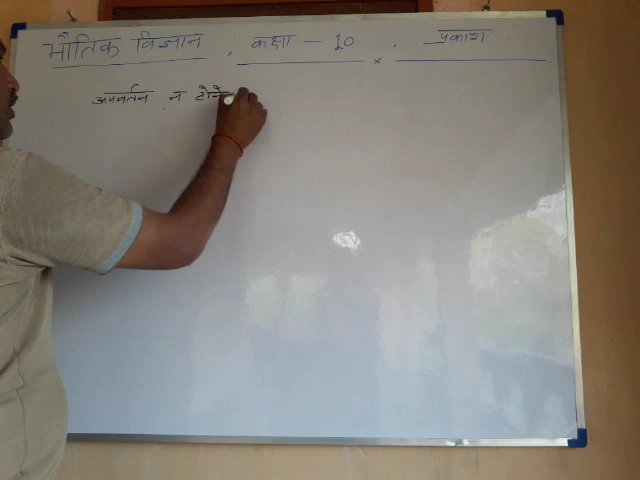 भौतिक विज्ञान , कक्षा - 10 , प्रकाश
अपवर्तन न होने